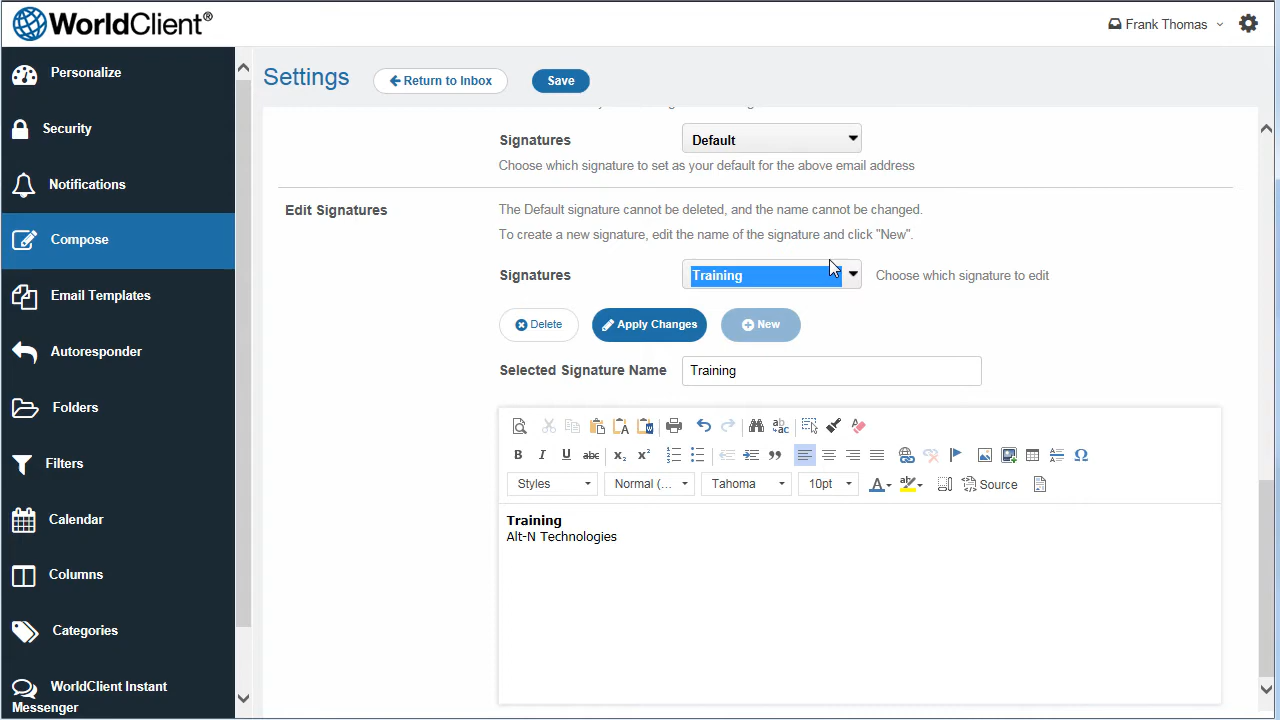 WorldClient®
Frank Thomas
Personalize
Security
Notifications
Compose
Email Templates
Autoresponder
Folders
Filters
Calendar
Columns
Categories
WorldClient Instant
Messenger
Settings
Return to Inbox
Save
Signatures
Default
Choose which signature to set as your default for the above email address
Edit Signatures
The Default signature cannot be deleted, and the name cannot be changed.
To create a new signature, edit the name of the signature and click "New".
Signatures
Training
Choose which signature to edit
Delete
Apply Changes
New
Selected Signature Name
Training
Styles
Normal (...
Tahoma
10pt
Source
Training
Alt-N Technologies